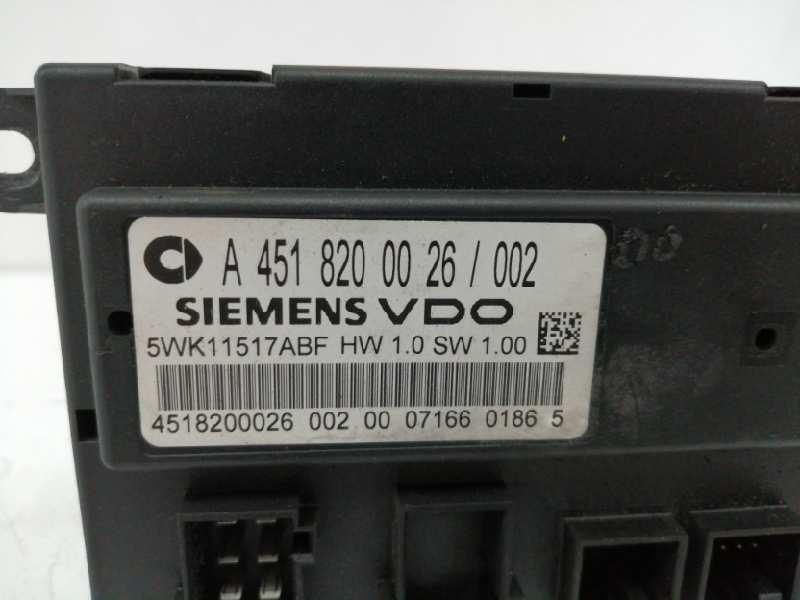 A 451 820 00 26 / 002
SIEMENS VDO
5WK11517ABF HW 1.0 SW 1.00
4518200026 002 00 07166 0186 5